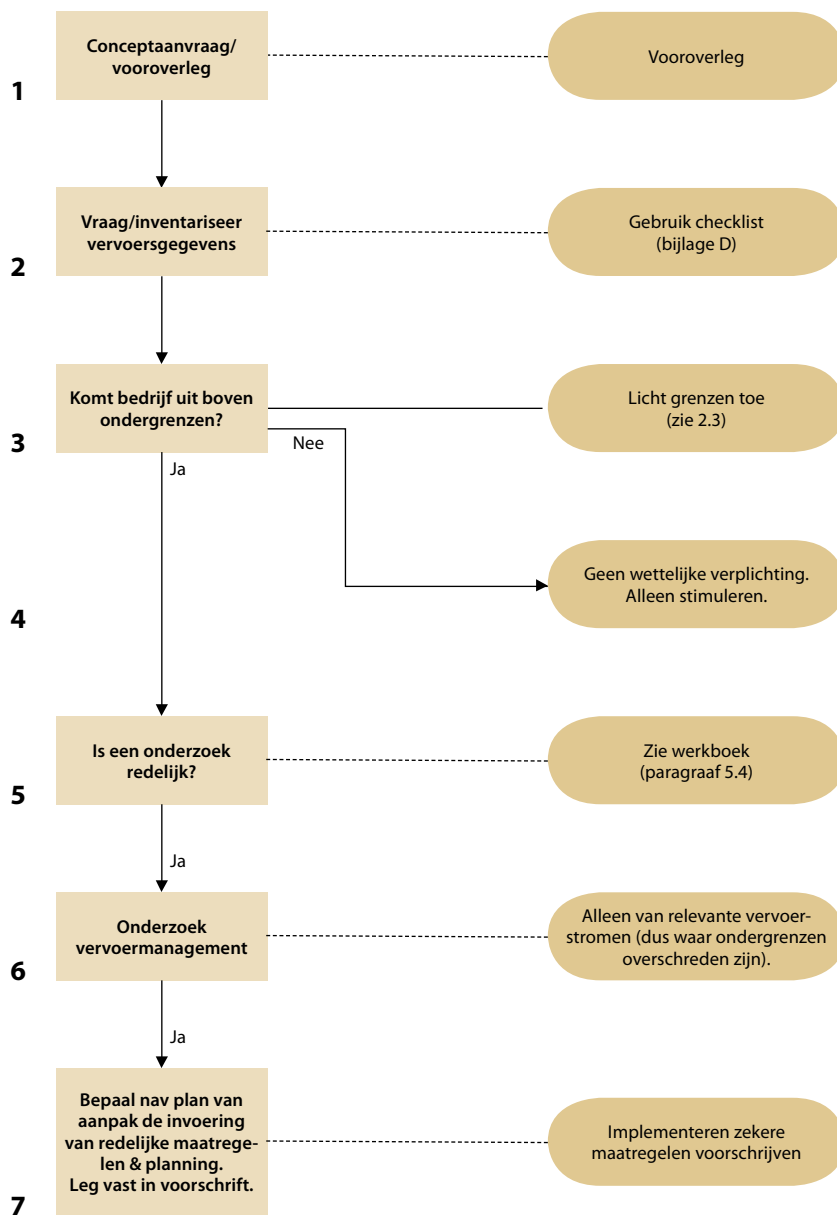 Conceptaanvraag/
vooroverleg
Vooroverleg
1
Vraag/inventariseer
vervoersgegevens
Gebruik checklist
(bijlage D)
2
Komt bedrijf uit boven
ondergrenzen?
Licht grenzen toe
(zie 2.3)
3
Nee
Ja
Geen wettelijke verplichting.
Alleen stimuleren.
4
Is een onderzoek
redelijk?
Zie werkboek
(paragraaf 5.4)
5
Ja
Onderzoek
vervoermanagement
Alleen van relevante vervoer-
stromen (dus waar ondergrenzen
overschreden zijn).
6
Ja
Bepaal nav plan van
aanpak de invoering
van redelijke maatrege-
len & planning.
Leg vast in voorschrift.
Implementeren zekere
maatregelen voorschrijven
7